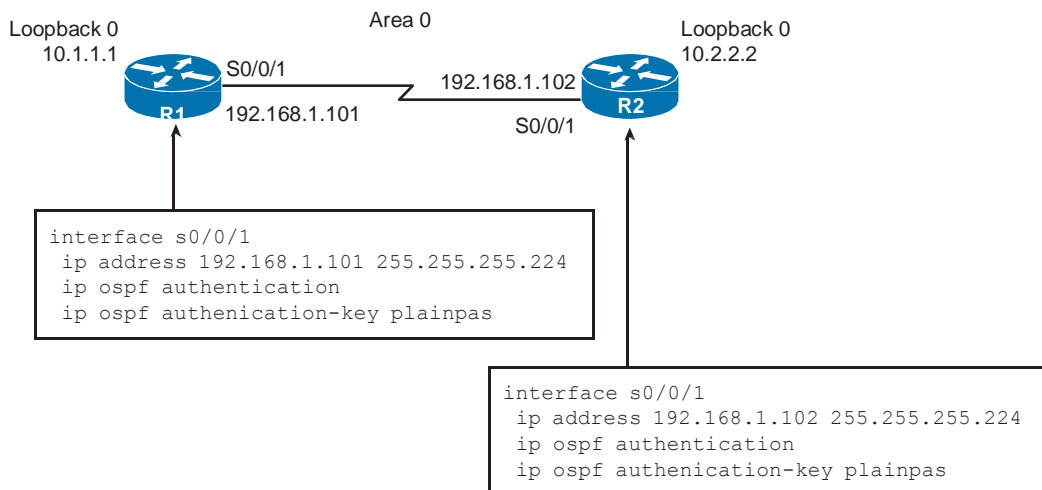 Area 0
Loopback 0
10.1.1.1
Loopback 0
10.2.2.2
S0/0/1
192.168.1.102
R1
192.168.1.101
R2
S0/0/1
interface s0/0/1
ip address 192.168.1.101 255.255.255.224
ip ospf authentication
ip ospf authenication-key plainpas
interface s0/0/1
ip address 192.168.1.102 255.255.255.224
ip ospf authentication
ip ospf authenication-key plainpas